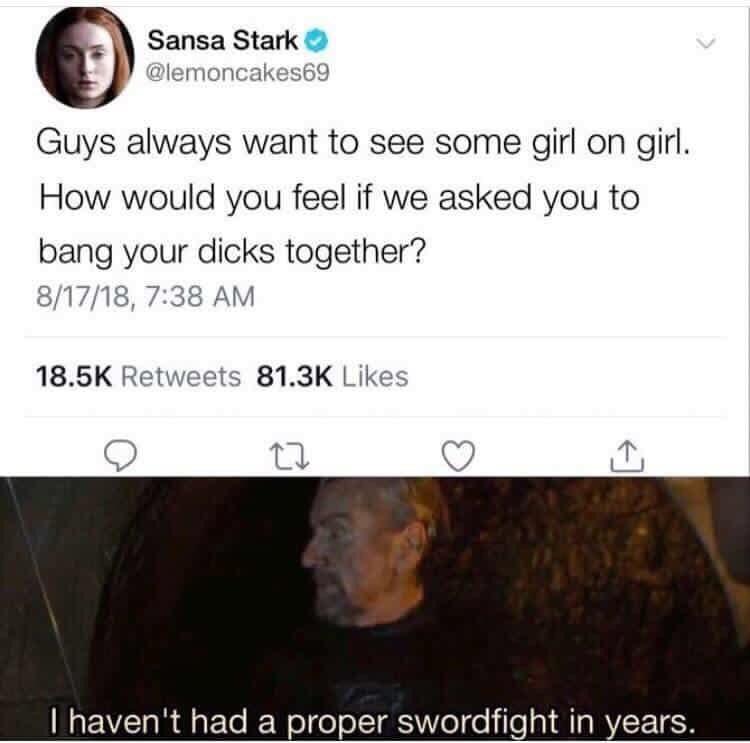 Sansa Stark
@lemoncakes69
Guys always want to see some girl on girl.
How would you feel if we asked you to
bang your dicks together?
8/17/18, 7:38 AM
18.5K Retweets 81.3K Likes
I haven't had a proper swordfight in years.